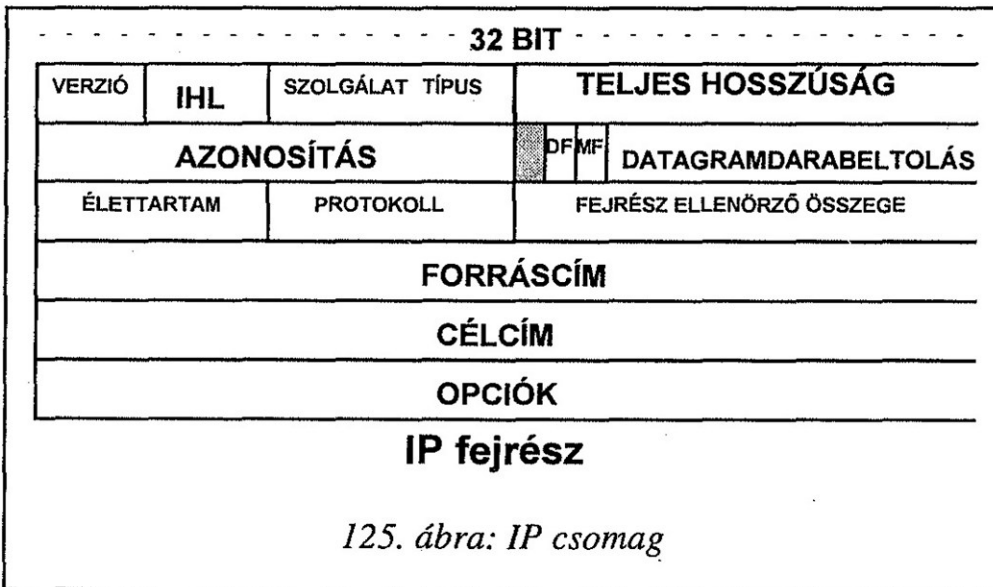 32 BIT
VERZIÓ IHL SZOLGÁLAT TÍPUS TELJES HOSSZÚSÁG
AZONOSÍTÁS DF MF DATAGRAMDARABELTOLÁS
ÉLETTARTAM PROTOKOLL FEJRÉSZ ELLENÖRZŐ ÖSSZEGE
FORRÁSCÍM
CÉLCÍM
OPCIÓK
IP fejrész
125. ábra: IP csomag